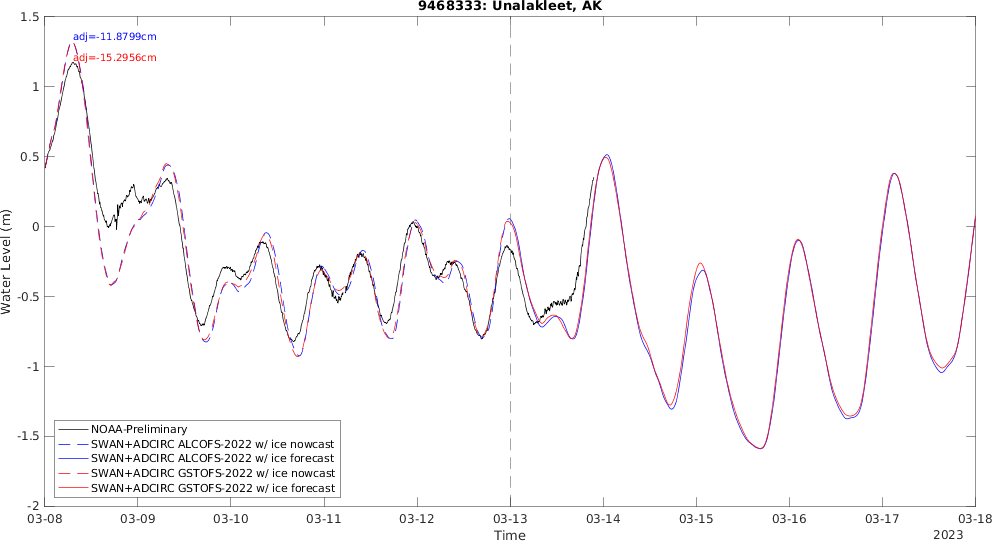 9468333: Unalakleet, AK
adj=-11.8799cm
adj=-15.2956cm
1.5
1
0.5
0
-0.5
-1
-1.5
-2
Water Level (m)
NOAA-Preliminary
SWAN+ADCIRC ALCOFS-2022 w/ ice nowcast
SWAN+ADCIRC ALCOFS-2022 w/ ice forecast
SWAN+ADCIRC GSTOFS-2022 w/ ice nowcast
SWAN+ADCIRC GSTOFS-2022 w/ ice forecast
03-08 03-09 03-10 03-11 03-12 03-13 03-14 03-15 03-16 03-17 03-18
Time
2023